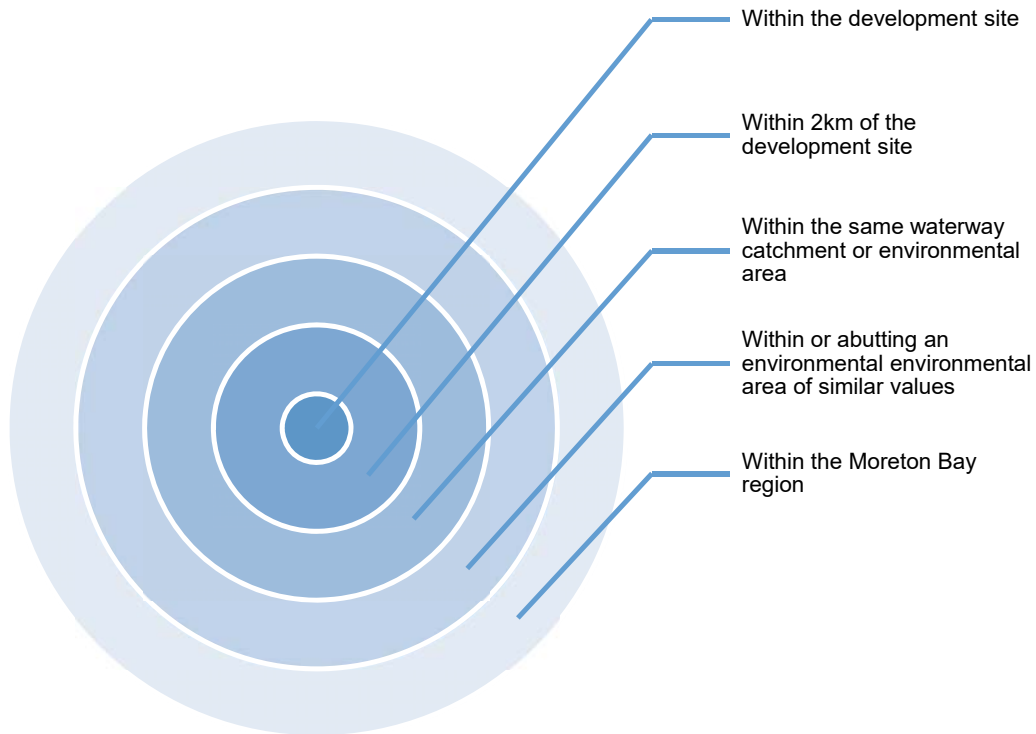 Within the development site
Within 2km of the
development site
Within the same waterway
catchment or environmental
area
Within or abutting an
environmental environmental
area of similar values
Within the Moreton Bay
region